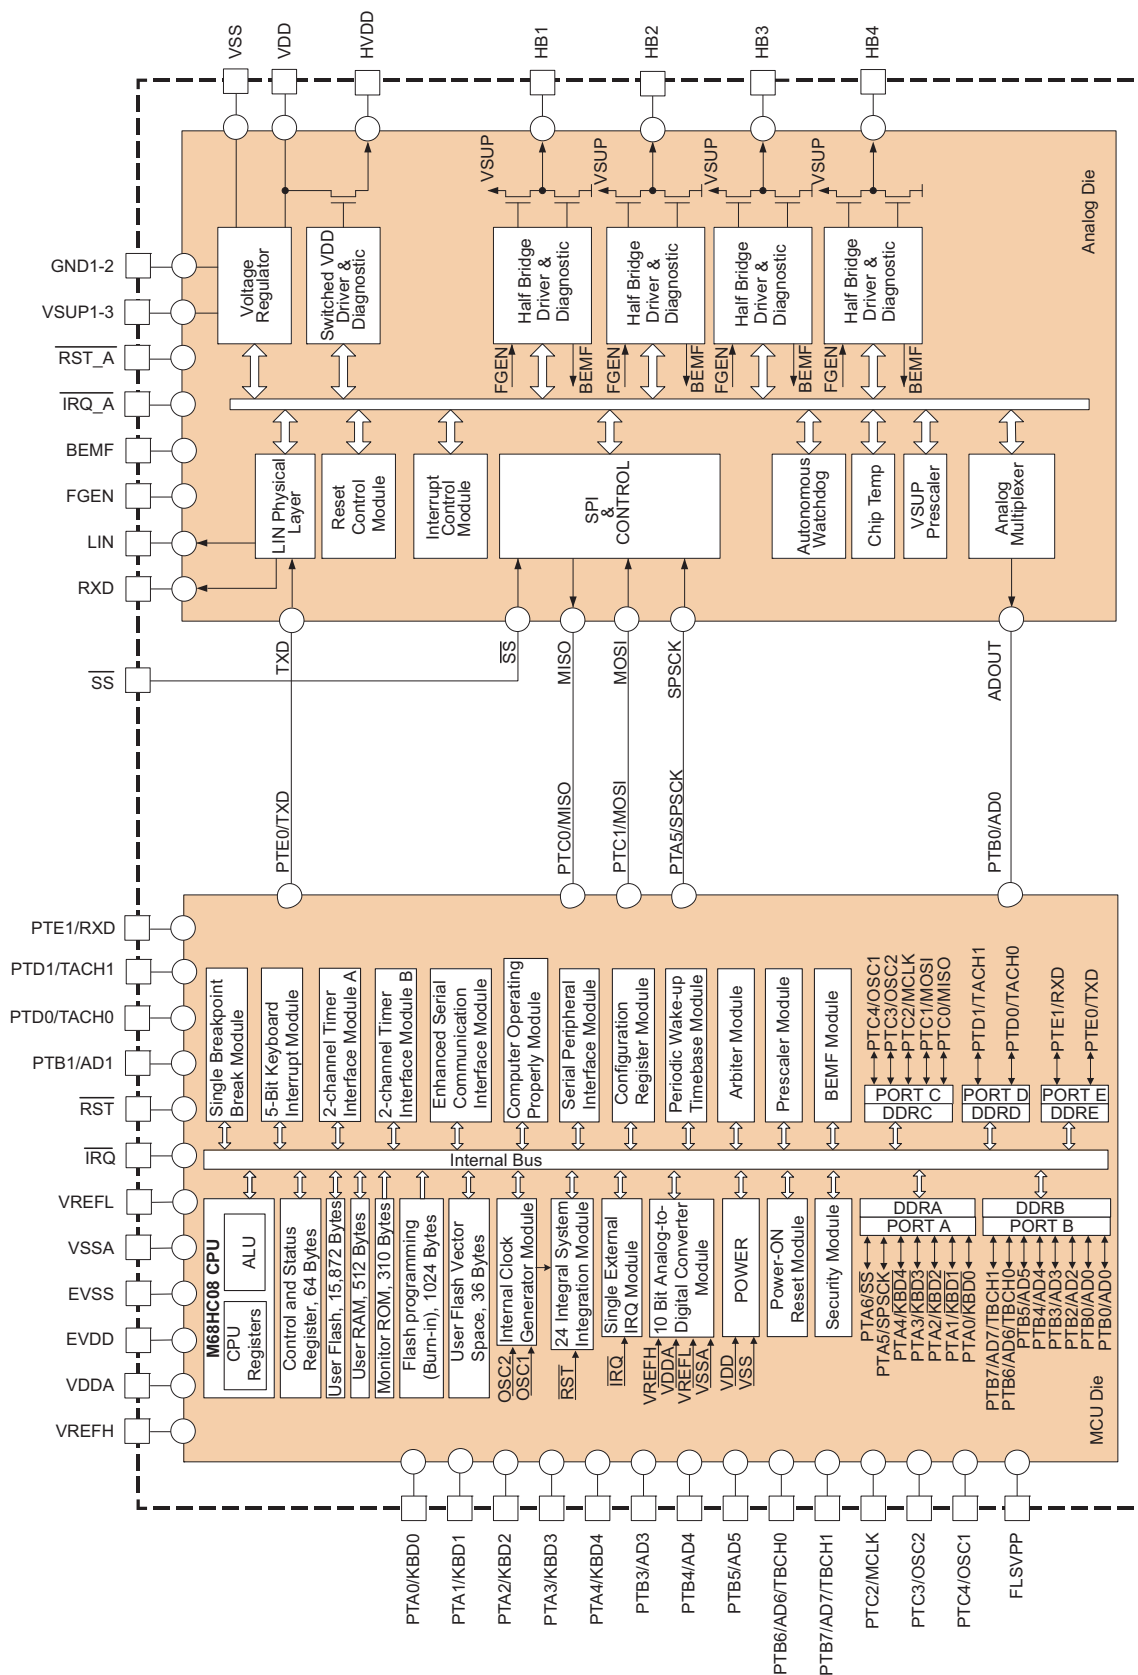 VSS
VDD
HVDD
HB1
HB2
HB3
HB4
GND1-2
VSUP1-3
RST_A
IRQ_A
BEMF
FGEN
LIN
RXD
SS
PTE1/RXD
PTD1/TACH1
PTD0/TACH0
PTB1/AD1
RST
IRQ
VREFL
VSSA
EVSS
EVDD
VDDA
VREFH
Analog Die
Voltage
Regulator
Switched VDD
Driver &
Diagnostic
VSUP
Half Bridge
Driver &
Diagnostic
FGEN
BEMF
VSUP
Half Bridge
Driver &
Diagnostic
FGEN
BEMF
VSUP
Half Bridge
Driver &
Diagnostic
FGEN
BEMF
VSUP
Half Bridge
Driver &
Diagnostic
FGEN
BEMF
LIN Physical
Layer
Reset
Control
Module
Interrupt
Control
Module
SPI
&
CONTROL
Autonomous
Watchdog
Chip Temp
VSUP
Prescaler
Analog
Multiplexer
TXD
SS
MISO
MOSI
SPSCK
ADOUT
PTE0/TXD
PTC0/MISO
PTC1/MOSI
PTA5/SPSCK
PTB0/AD0
Single Breakpoint
Break Module
5-Bit Keyboard
Interrupt Module
2-channel Timer
Interface Module A
2-channel Timer
Interface Module B
Enhanced Serial
Communication
Interface Module
Computer Operating
Properly Module
Serial Peripheral
Interface Module
Configuration
Register Module
Periodic Wake-up
Timebase Module
Arbiter Module
Prescaler Module
BEMF Module
PTC4/OSC1
PTC3/OSC2
PTC2/MCLK
PTC1/MOSI
PTC0/MISO
PORT C
DDRC
PTD1/TACH1
PTD0/TACH0
PORT D
DDRD
PTE1/RXD
PTE0/TXD
PORT E
DDRE
Internal Bus
M68HC08 CPU
CPU
Registers
ALU
Control and Status
Register, 64 Bytes
User Flash, 15,872 Bytes
User RAM, 512 Bytes
Monitor ROM, 310 Bytes
Flash programming
(Burn-in), 1024 Bytes
User Flash Vector
Space, 36 Bytes
Internal Clock
Generator Module
OSC2
OSC1
24 Integral System
Integration Module
RST
Single External
IRQ Module
IRQ
10 Bit Analog-to-
Digital Converter
Module
VREFH
VDDA
VREFL
VSSA
POWER
VDD
VSS
Power-ON
Reset Module
Security Module
DDRA
PORT A
PTA6/SS
PTA5/SPSCK
PTA4/KBD4
PTA3/KBD3
PTA2/KBD2
PTA1/KBD1
PTA0/KBD0
DDRB
PORT B
PTB7/AD7/TBCH1
PTB6/AD6/TBCH0
PTB5/AD5
PTB4/AD4
PTB3/AD3
PTB2/AD2
PTB0/AD0
PTB0/AD0
MCU Die
PTA0/KBD0
PTA1/KBD1
PTA2/KBD2
PTA3/KBD3
PTA4/KBD4
PTB3/AD3
PTB4/AD4
PTB5/AD5
PTB6/AD6/TBCH0
PTB7/AD7/TBCH1
PTC2/MCLK
PTC3/OSC2
PTC4/OSC1
FLSVPP